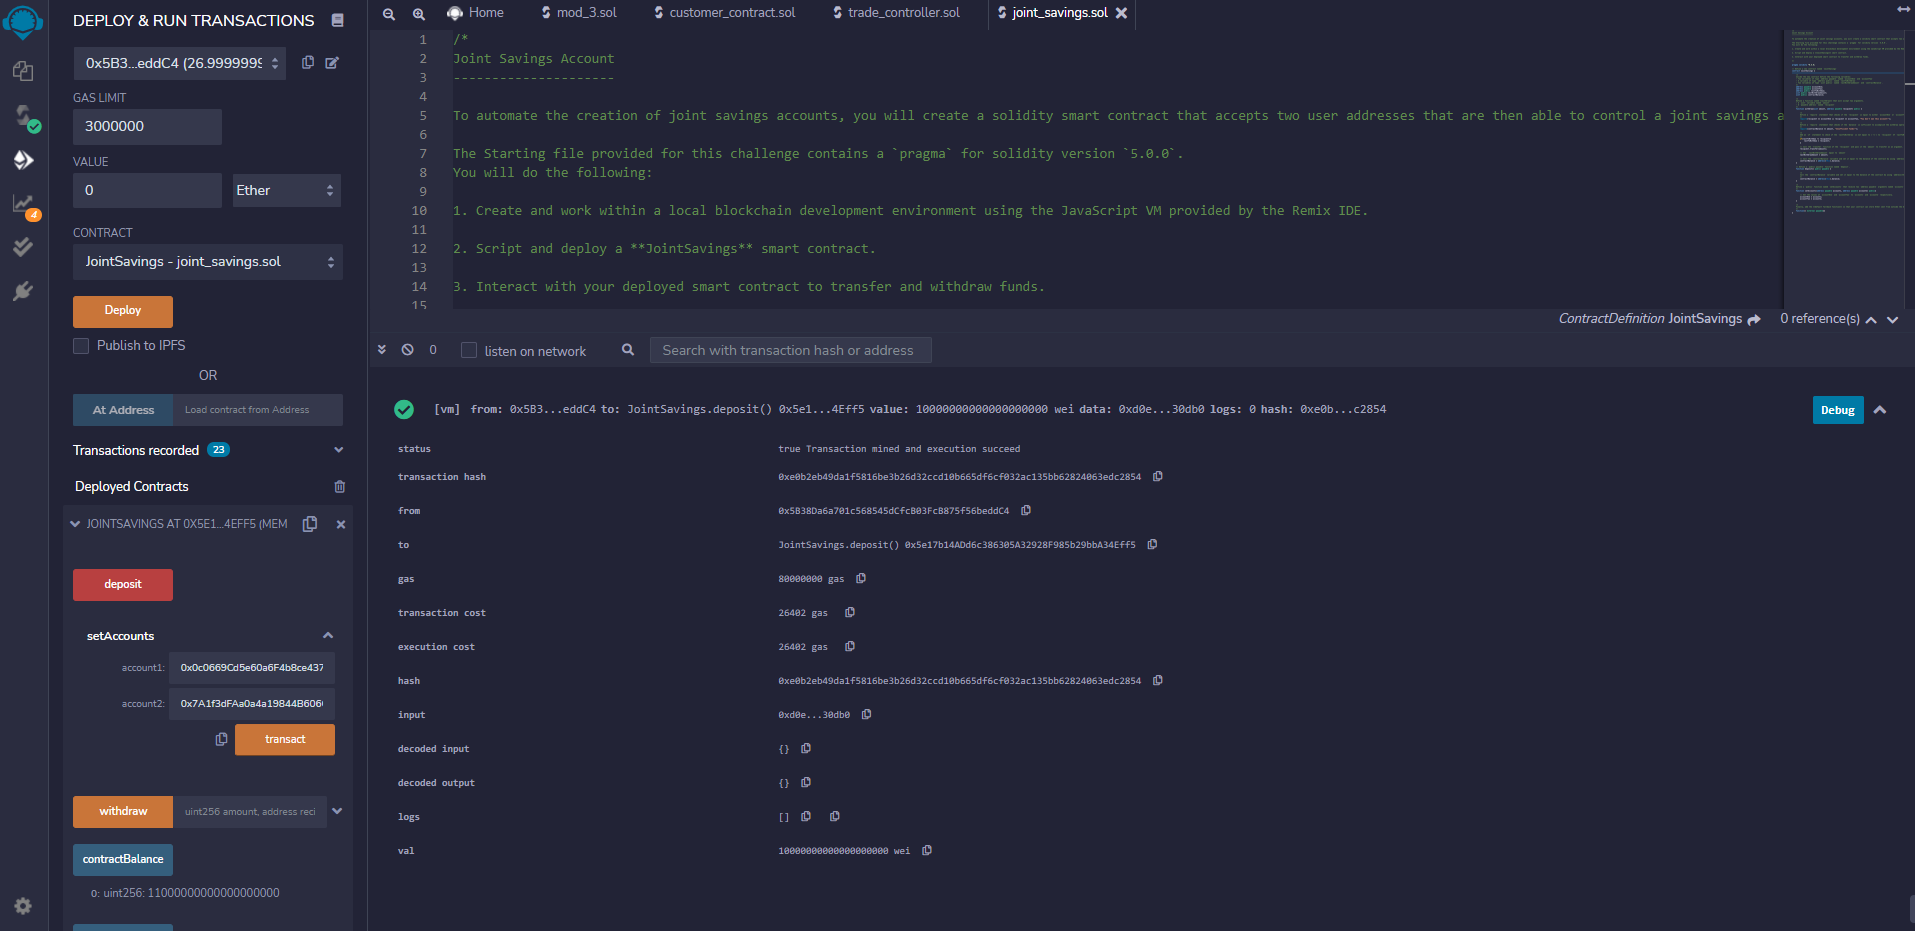 DEPLOY & RUN TRANSACTIONS
0x5B3...eddC4 (26.9999999
GAS LIMIT
3000000
VALUE
0
Ether
CONTRACT
JointSavings - joint_savings.sol
Deploy
Publish to IPFS
OR
At Address
Load contract from Address
Transactions recorded 23
Deployed Contracts
JOINTSAVINGS AT 0X5E1...4EFF5 (MEM
deposit
setAccounts
account1: 0x0c0669Cd5e60a6F4b8ce437
account2: 0x7A1f3dFAa0a4a19844B606
transact
withdraw
uint256 amount, address reci
contractBalance
0: uint256: 11000000000000000000
4
Home
mod_3.sol
customer_contract.sol
trade_controller.sol
joint_savings.sol
1 /*
2 Joint Savings Account
3 ---------------------
4
5 To automate the creation of joint savings accounts, you will create a solidity smart contract that accepts two user addresses that are then able to control a joint savings a
6
7 The Starting file provided for this challenge contains a `pragma` for solidity version `5.0.0`.
8 You will do the following:
9
10 1. Create and work within a local blockchain development environment using the JavaScript VM provided by the Remix IDE.
11
12 2. Script and deploy a **JointSavings** smart contract.
13
14 3. Interact with your deployed smart contract to transfer and withdraw funds.
15
ContractDefinition JointSavings
0 reference(s)
0
listen on network
Search with transaction hash or address
[vm] from: 0x5B3...eddC4 to: JointSavings.deposit() 0x5e1...4Eff5 value: 10000000000000000000 wei data: 0xd0e...30db0 logs: 0 hash: 0xe0b...c2854
Debug
status true Transaction mined and execution succeed
transaction hash 0xe0b2eb49da1f5816be3b26d32ccd10b665df6cf032ac135bb62824063edc2854
from 0x5B38Da6a701c568545dCfcB03FcB875f56beddC4
to JointSavings.deposit() 0x5e17b14ADd6c386305A32928F985b29bbA34Eff5
gas 80000000 gas
transaction cost 26402 gas
execution cost 26402 gas
hash 0xe0b2eb49da1f5816be3b26d32ccd10b665df6cf032ac135bb62824063edc2854
input 0xd0e...30db0
decoded input {}
decoded output {}
logs []
val 10000000000000000000 wei